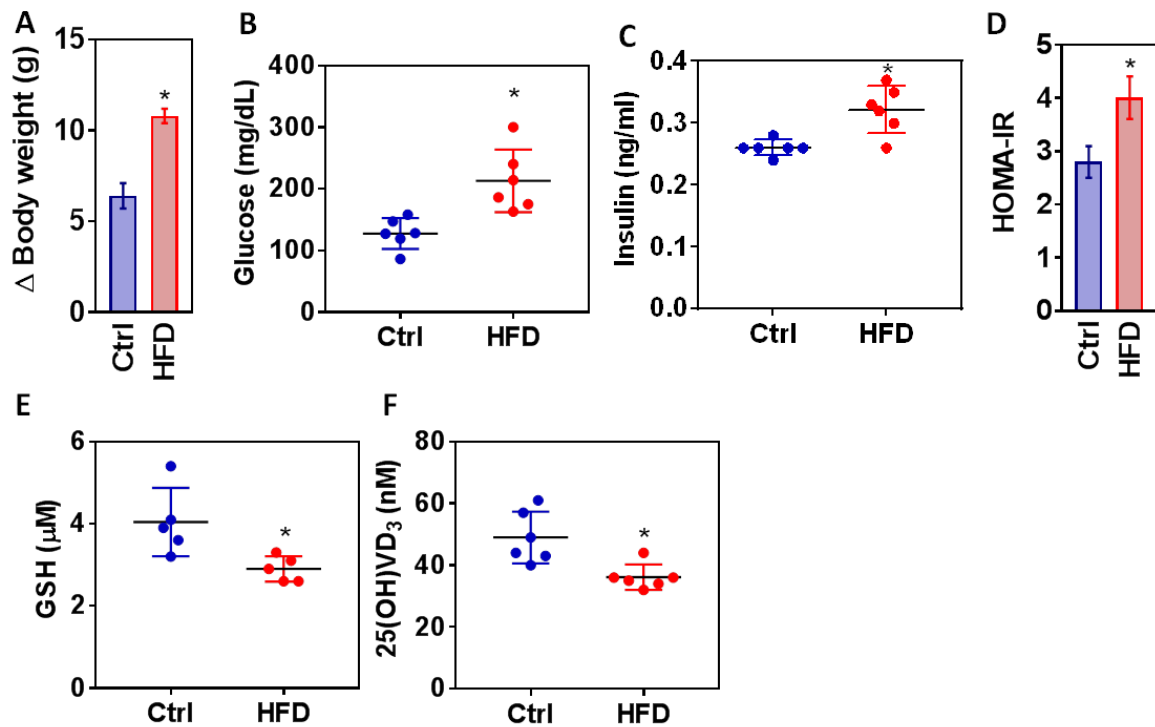 A
Δ Body weight (g)
15
10
5
0
*
Ctrl
HFD
B
Glucose (mg/dL)
400
300
200
100
0
*
Ctrl
HFD
C
Insulin (ng/ml)
0.4
0.3
0.2
0.1
0.0
*
Ctrl
HFD
D
HOMA-IR
5
4
3
2
1
0
*
Ctrl
HFD
E
GSH (μM)
6
4
2
0
*
Ctrl
HFD
F
25(OH)VD₃ (nM)
80
60
40
20
0
*
Ctrl
HFD